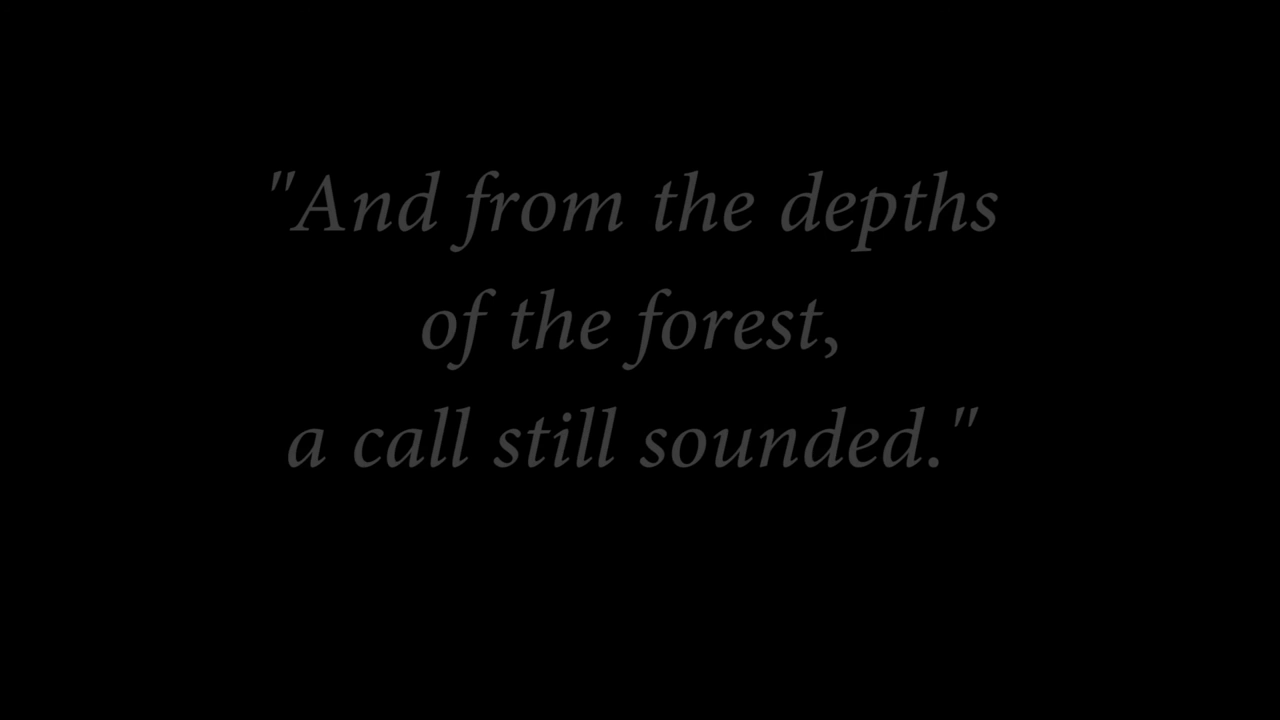 "And from the depths
of the forest,
a call still sounded."